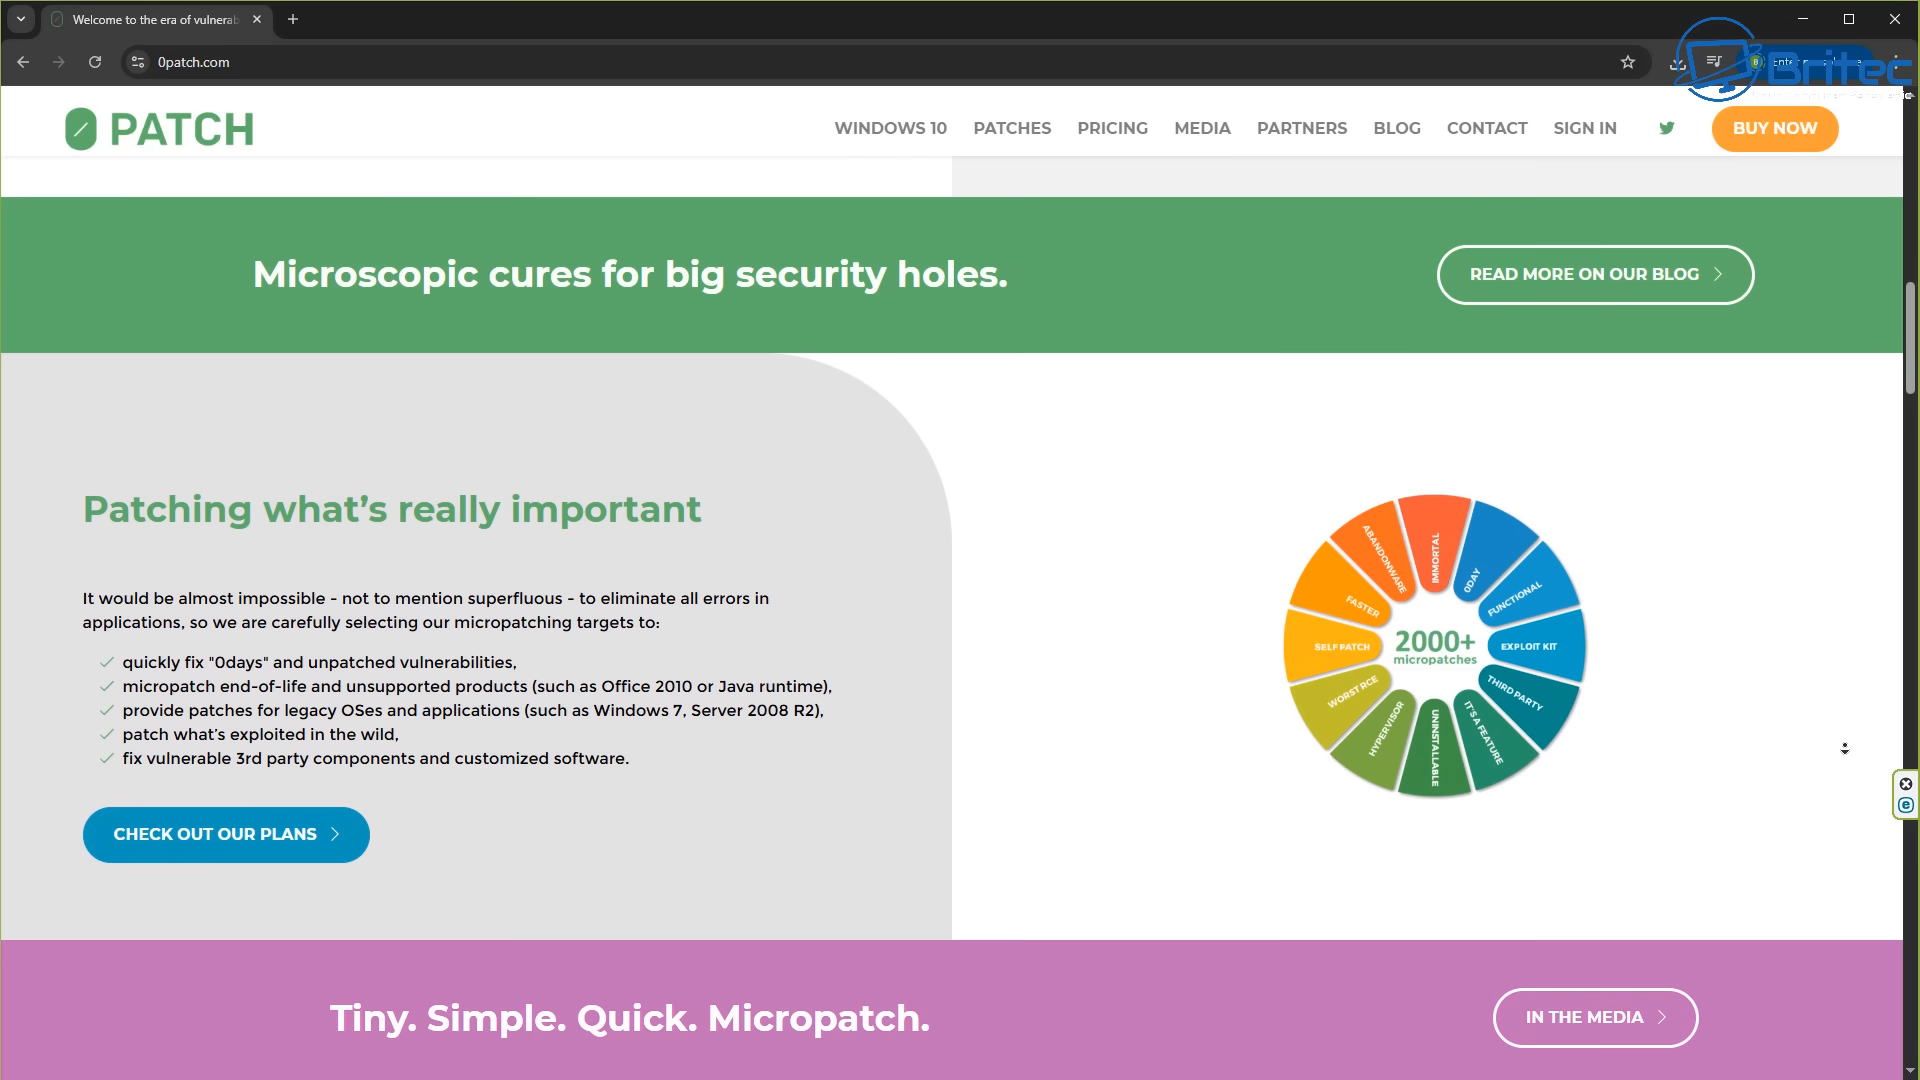 Welcome to the era of vulnerab
0patch.com
Britec
0 PATCH
WINDOWS 10
PATCHES
PRICING
MEDIA
PARTNERS
BLOG
CONTACT
SIGN IN
BUY NOW
Microscopic cures for big security holes.
READ MORE ON OUR BLOG
Patching what's really important
It would be almost impossible - not to mention superfluous - to eliminate all errors in
applications, so we are carefully selecting our micropatching targets to:
quickly fix "0days" and unpatched vulnerabilities,
micropatch end-of-life and unsupported products (such as Office 2010 or Java runtime),
provide patches for legacy OSes and applications (such as Windows 7, Server 2008 R2),
patch what's exploited in the wild,
fix vulnerable 3rd party components and customized software.
CHECK OUT OUR PLANS
IMMORTAL
0DAY
FUNCTIONAL
EXPLOIT KIT
THIRD PARTY
IT'S A FEATURE
UNINSTALLABLE
HYPERVISOR
WORST RCE
SELF PATCH
FASTER
ABANDONWARE
2000+
micropatches
Tiny. Simple. Quick. Micropatch.
IN THE MEDIA